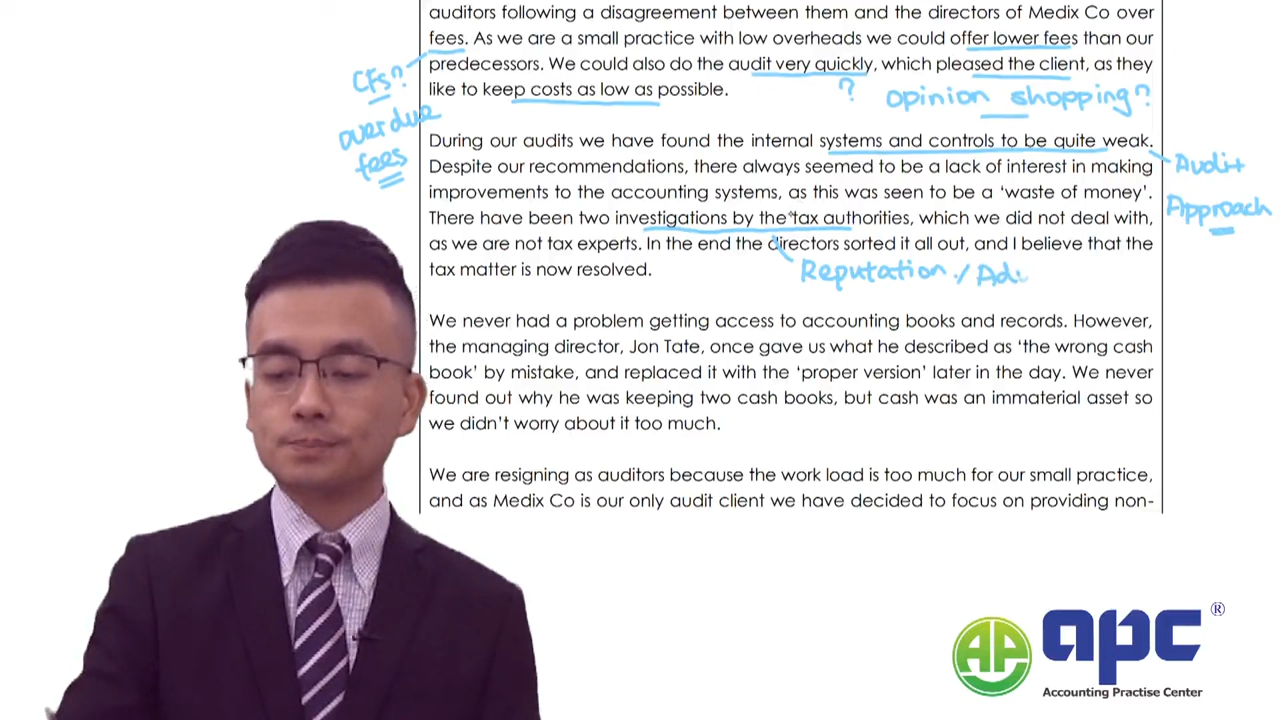 auditors following a disagreement between them and the directors of Medix Co over
fees. As we are a small practice with low overheads we could offer lower fees than our
predecessors. We could also do the audit very quickly, which pleased the client, as they
like to keep costs as low as possible.
CFs?
overdue
fees
?
Opinion shopping?
During our audits we have found the internal systems and controls to be quite weak.
Despite our recommendations, there always seemed to be a lack of interest in making
improvements to the accounting systems, as this was seen to be a ‘waste of money’.
There have been two investigations by the tax authorities, which we did not deal with,
as we are not tax experts. In the end the directors sorted it all out, and I believe that the
tax matter is now resolved.
Audit
Approach
Reputation / Ad
We never had a problem getting access to accounting books and records. However,
the managing director, Jon Tate, once gave us what he described as ‘the wrong cash
book’ by mistake, and replaced it with the ‘proper version’ later in the day. We never
found out why he was keeping two cash books, but cash was an immaterial asset so
we didn’t worry about it too much.
We are resigning as auditors because the work load is too much for our small practice,
and as Medix Co is our only audit client we have decided to focus on providing non-
AP
apc®
Accounting Practise Center